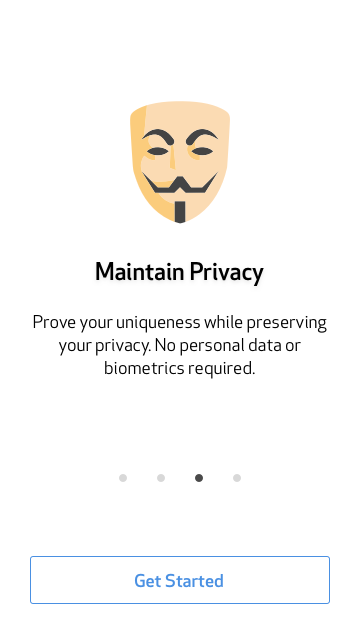 Maintain Privacy
Prove your uniqueness while preserving
your privacy. No personal data or
biometrics required.
Get Started